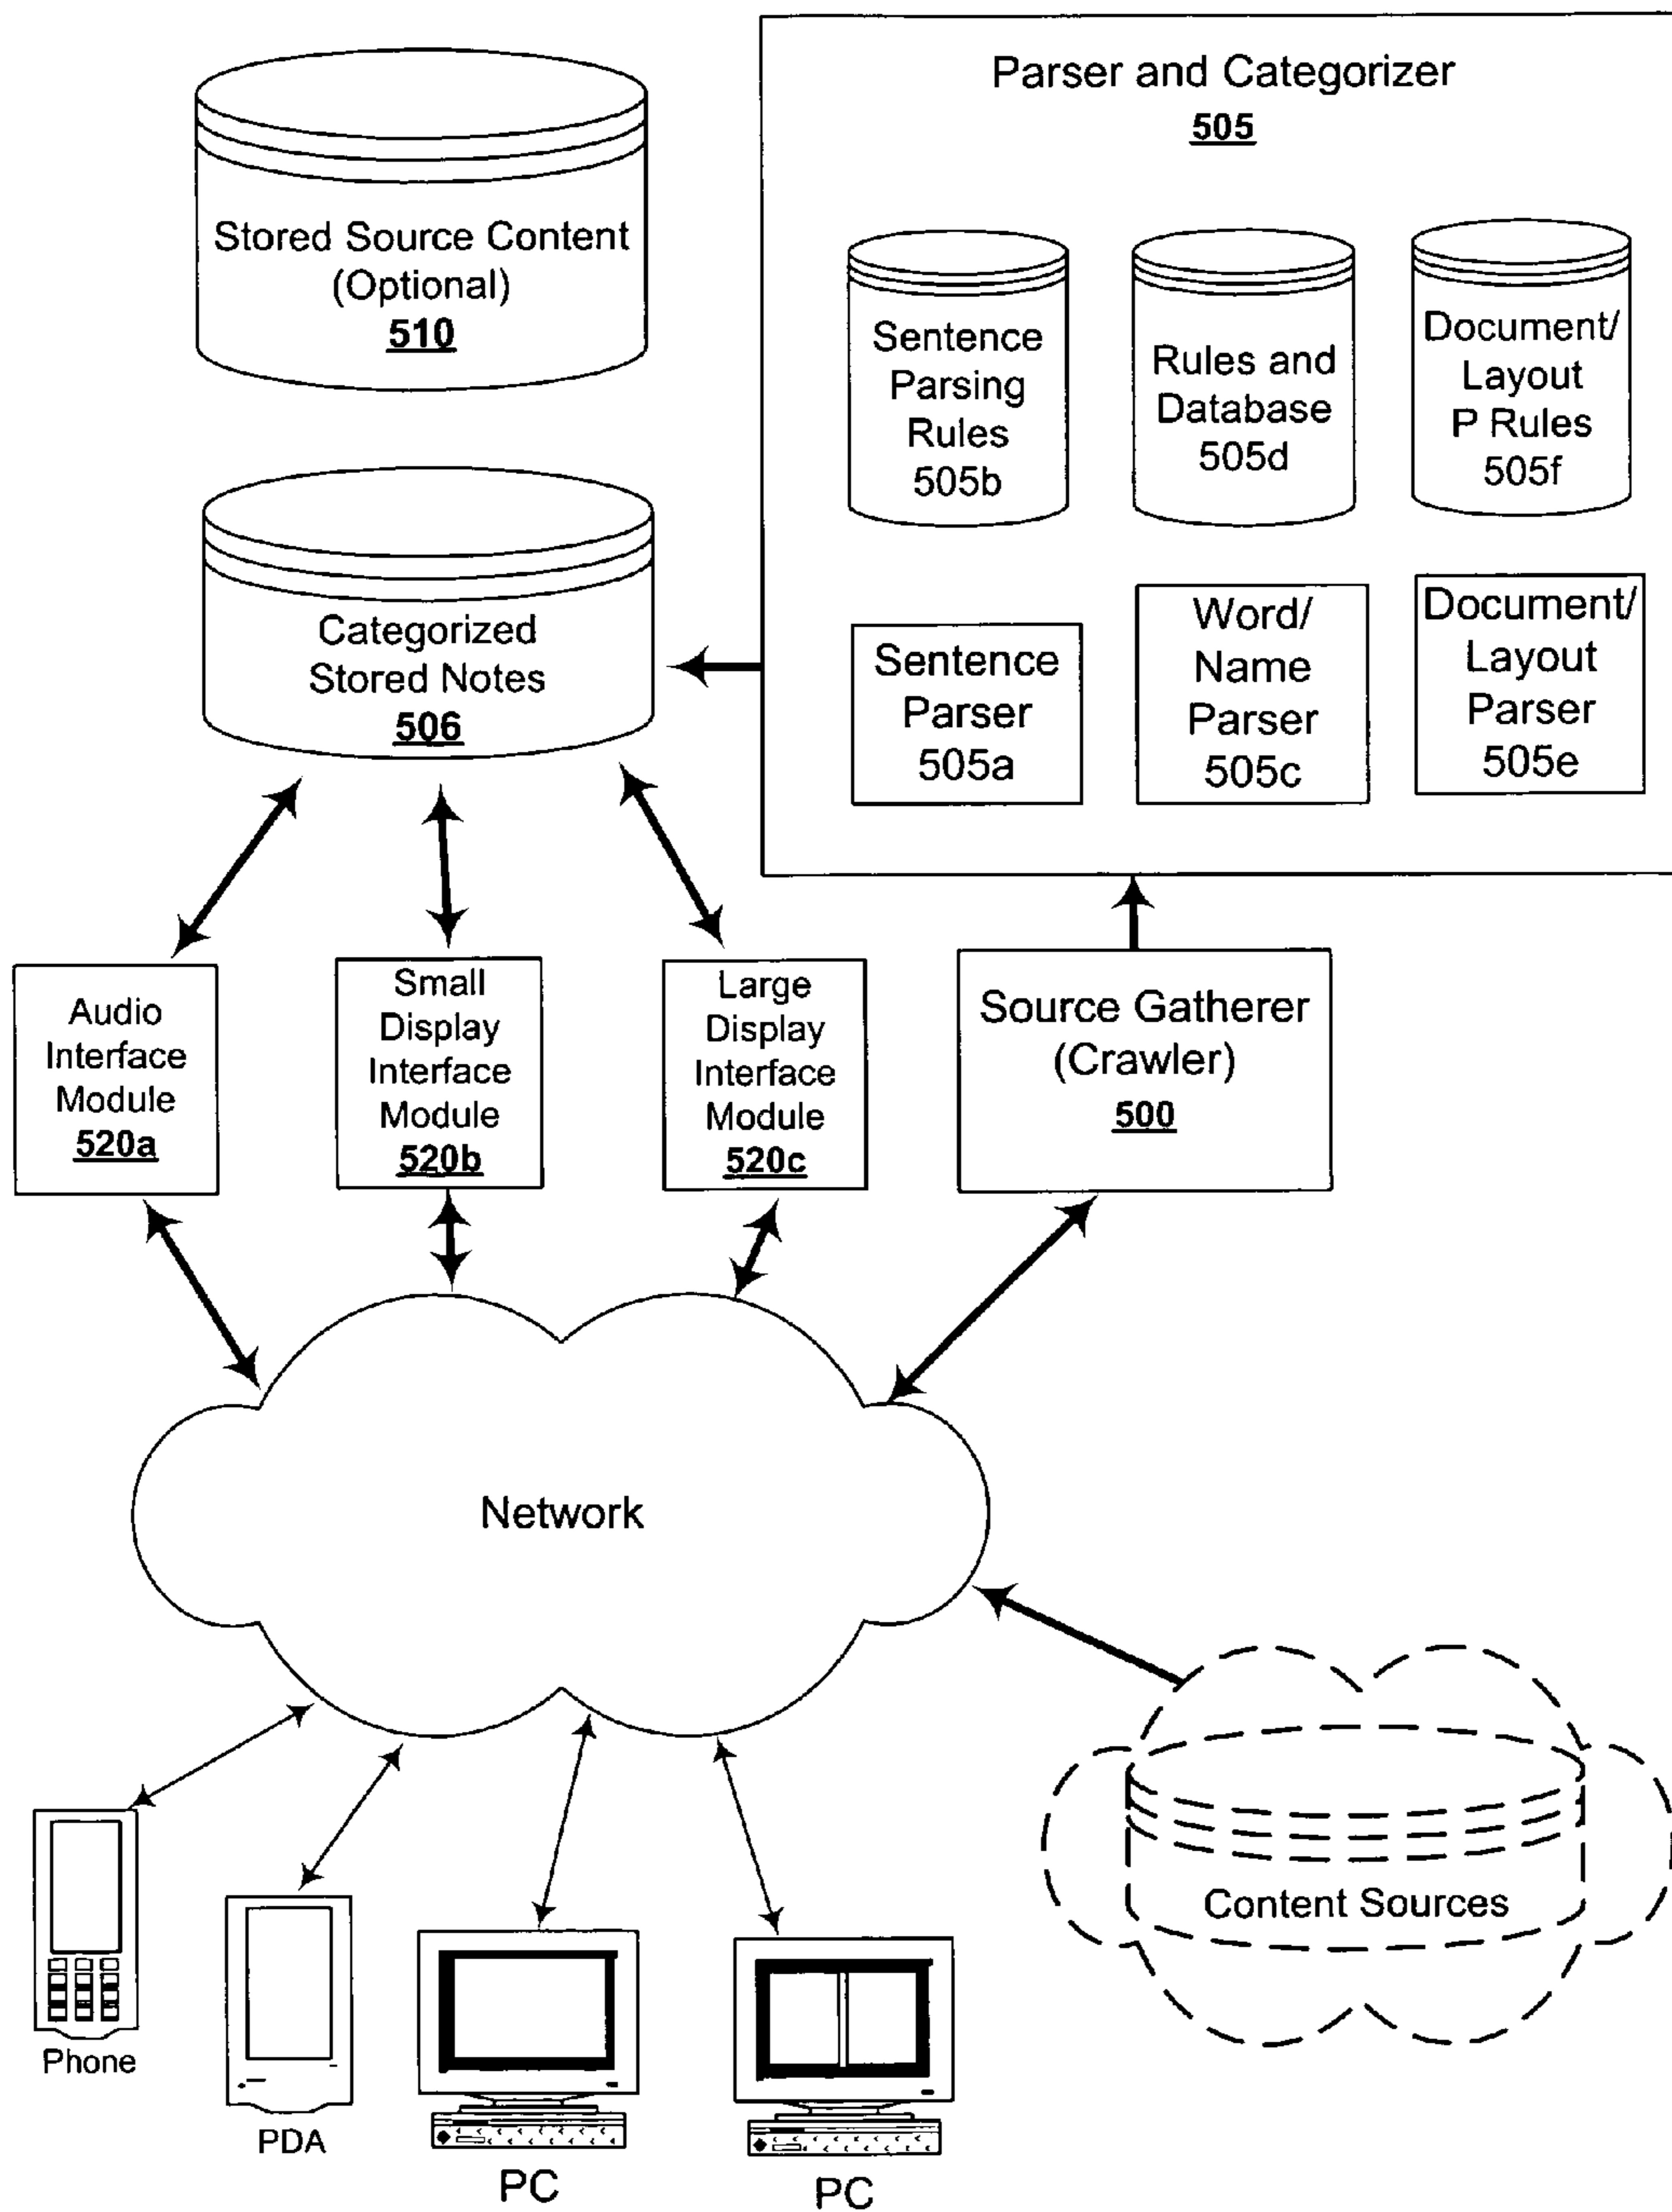 Parser and Categorizer
505
Stored Source Content
(Optional)
510
Sentence
Parsing
Rules
505b
Rules and
Database
505d
Document/
Layout
P Rules
505f
Categorized
Stored Notes
506
Sentence
Parser
505a
Word/
Name
Parser
505c
Document/
Layout
Parser
505e
Audio
Interface
Module
520a
Small
Display
Interface
Module
520b
Large
Display
Interface
Module
520c
Source Gatherer
(Crawler)
500
Network
Content Sources
Phone
PDA
PC
PC